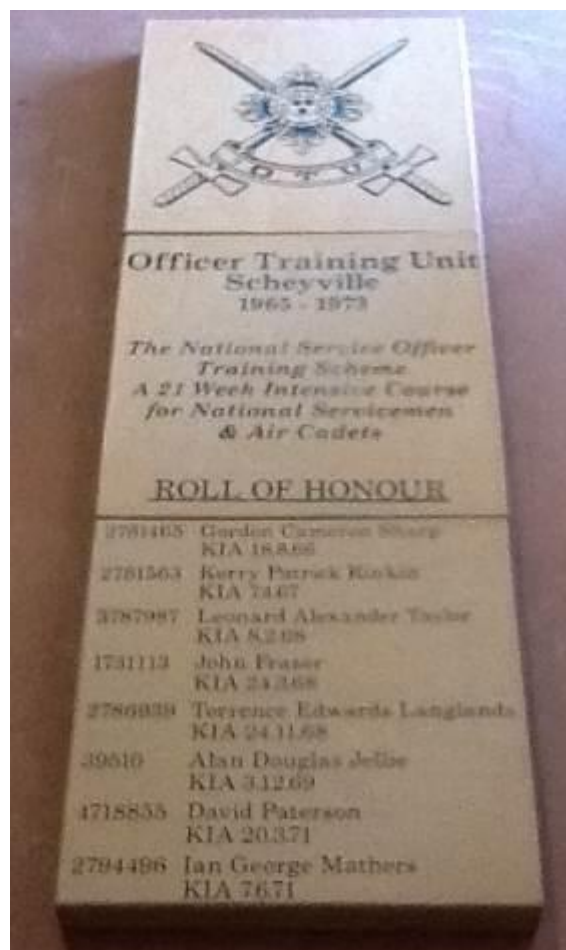 OTU
Officer Training Unit
Scheyville
1965 - 1973
The National Service Officer
Training Scheme
A 21 Week Intensive Course
for National Servicemen
& Air Cadets
ROLL OF HONOUR
2781465 Gordon Cameron Sharp
KIA 18.8.66
2781563 Kerry Patrick
KIA 7.4.67
3787987 Leonard Alexander Taylor
KIA 8.2.68
1731113 John Fraser
KIA 24.3.68
2786939 Terrence Edwards Langlands
KIA 24.11.68
39510 Alan Douglas Jellie
KIA 3.12.69
4718855 David Paterson
KIA 20.3.71
2794496 Ian George Mathers
KIA 7.6.71